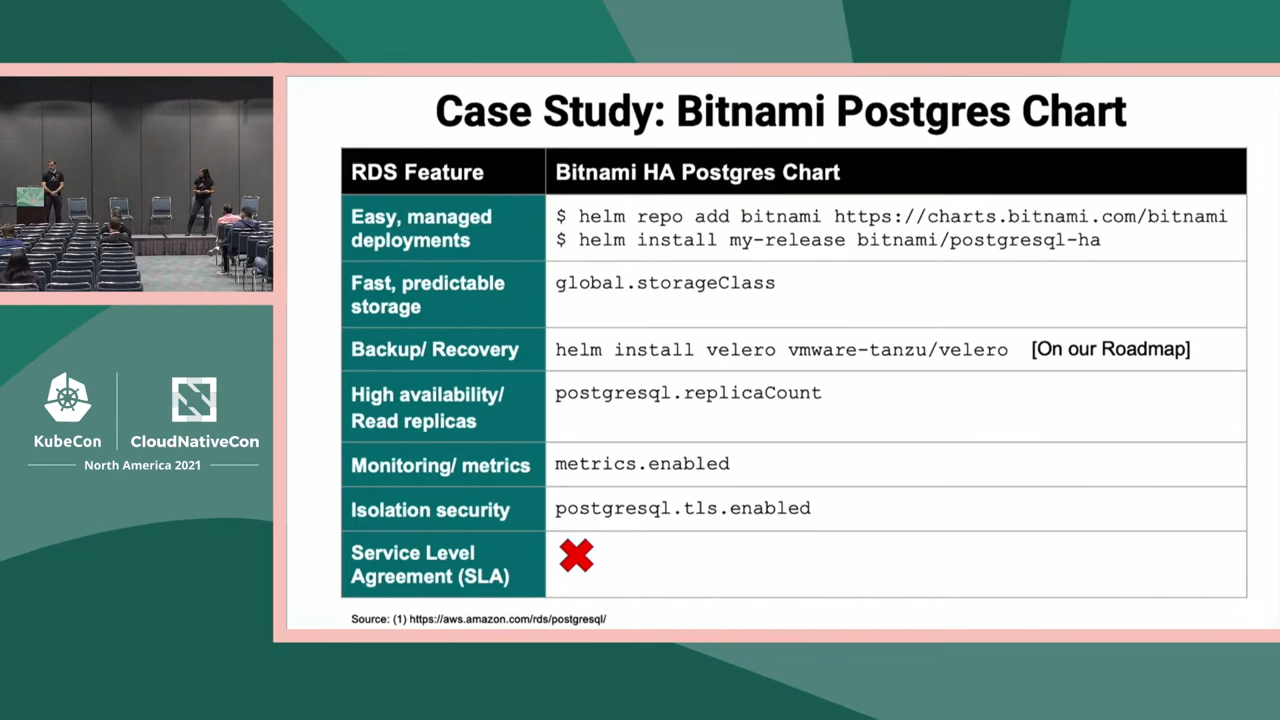 Case Study: Bitnami Postgres Chart
RDS Feature
Bitnami HA Postgres Chart
Easy, managed
deployments
$ helm repo add bitnami https://charts.bitnami.com/bitnami
$ helm install my-release bitnami/postgresql-ha
Fast, predictable
storage
global.storageClass
Backup/ Recovery
helm install velero vmware-tanzu/velero [On our Roadmap]
High availability/
Read replicas
postgresql.replicaCount
Monitoring/ metrics
metrics.enabled
Isolation security
postgresql.tls.enabled
Service Level
Agreement (SLA)
Source: (1) https://aws.amazon.com/rds/postgresql/
KubeCon
CloudNativeCon
North America 2021